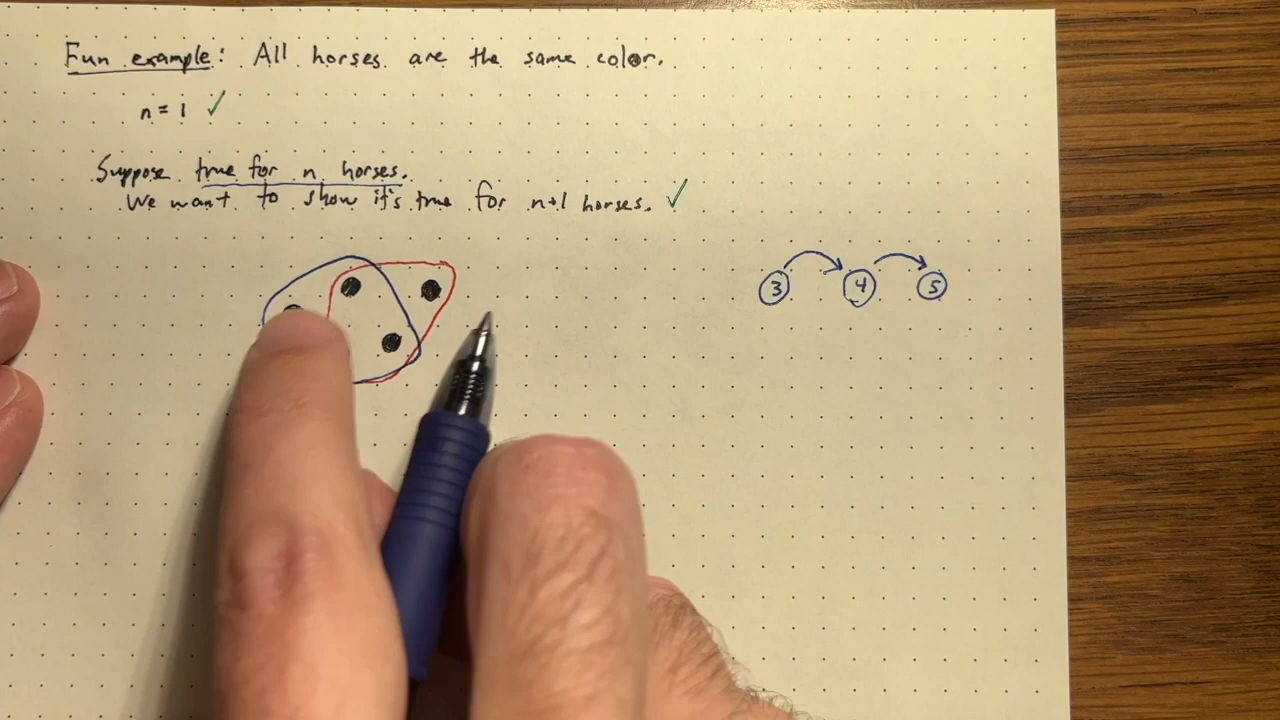 Fun example: All horses are the same color.
n = 1 ✓
Suppose true for n horses.
We want to show it's true for n+1 horses. ✓
3 4 5